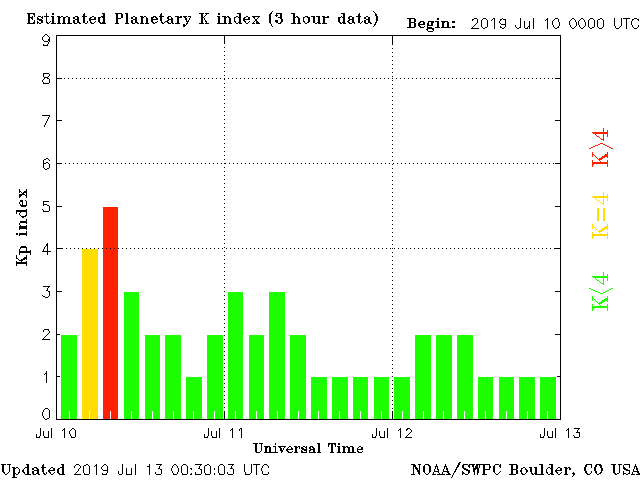 Estimated Planetary K index (3 hour data)
Begin: 2019 Jul 10 0000 UTC
9
8
7
6
5
4
3
2
1
0
Kp index
K>4
K=4
K<4
Jul 10 Jul 11 Jul 12 Jul 13
Universal Time
Updated 2019 Jul 13 00:30:03 UTC
NOAA/SWPC Boulder, CO USA